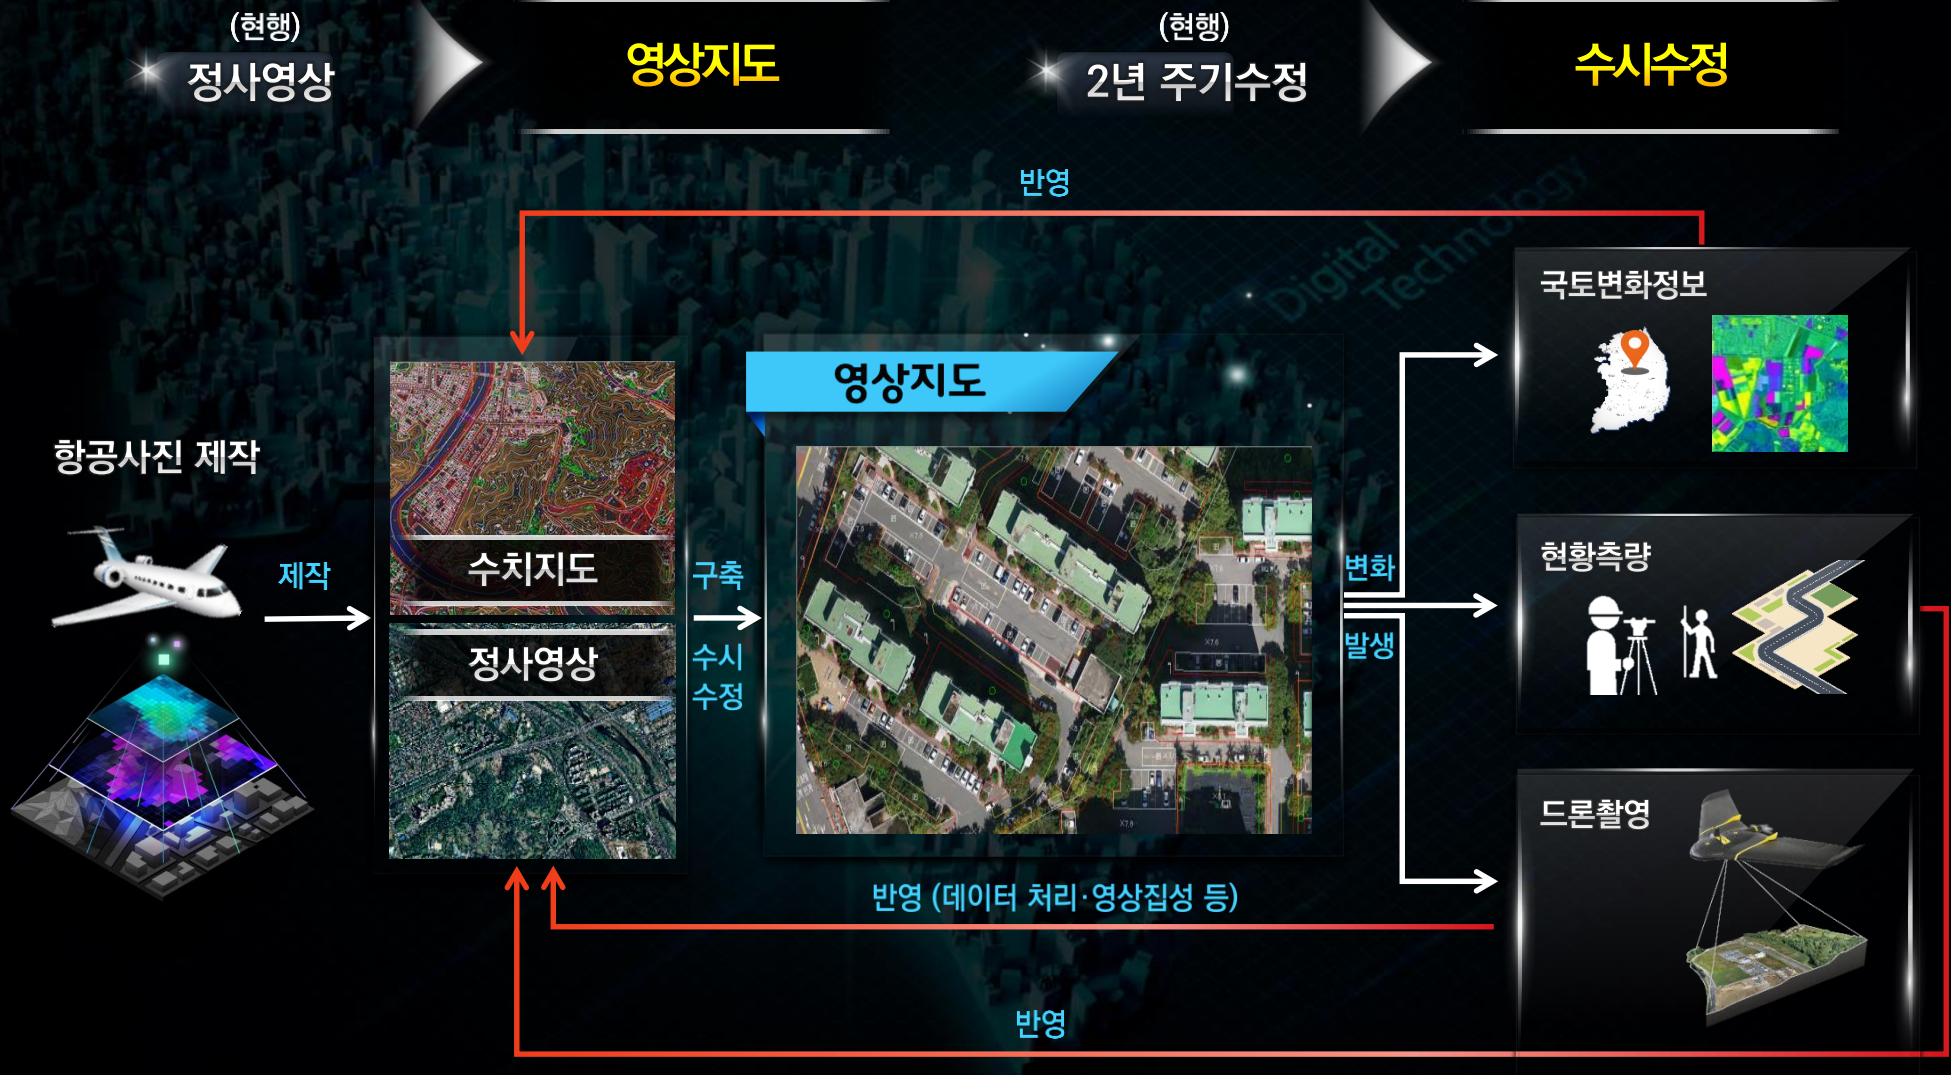 (현행)
정사영상
영상지도
(현행)
2년 주기수정
수시수정
반영
Digital
Technology
국토변화정보
영상지도
항공사진 제작
제작
수치지도
정사영상
구축
수시
수정
변화
발생
현황측량
드론촬영
반영 (데이터 처리·영상집성 등)
반영